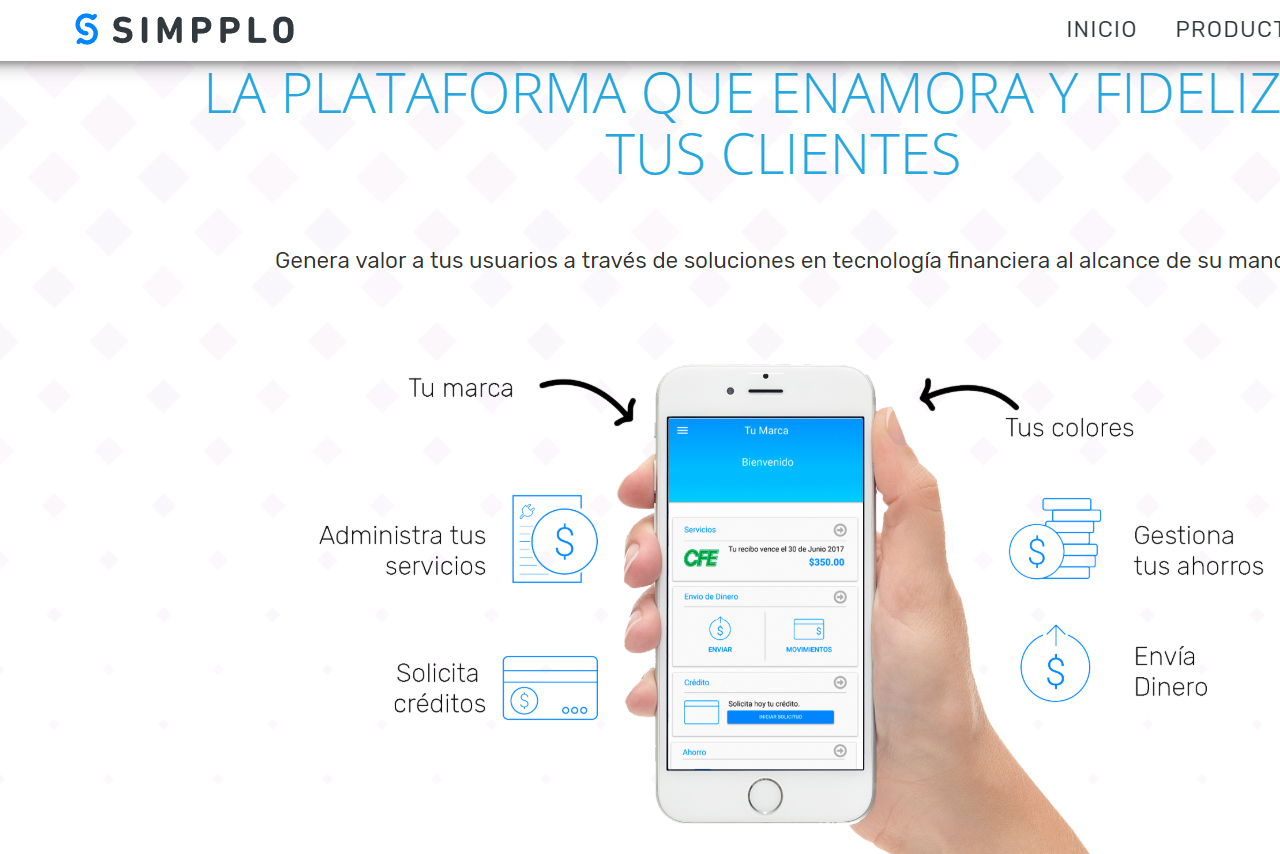 SIMPPLO
INICIO
PRODUCT
LA PLATAFORMA QUE ENAMORA Y FIDELIZ
TUS CLIENTES
Genera valor a tus usuarios a través de soluciones en tecnología financiera al alcance de su mano
Tu marca
Tus colores
Tu Marca
Bienvenido
Administra tus
servicios
Solicita
créditos
Servicios
Tu recibo vence el 30 de Junio 2017
CFE
$350.00
Envio de Dinero
$
$
ENVIAR
MOVIMIENTOS
Crédito
Solicita hoy tu crédito.
INICIAR SOLICITUD
Ahorro
$
$
$
$
Gestiona
tus ahorros
Envía
Dinero